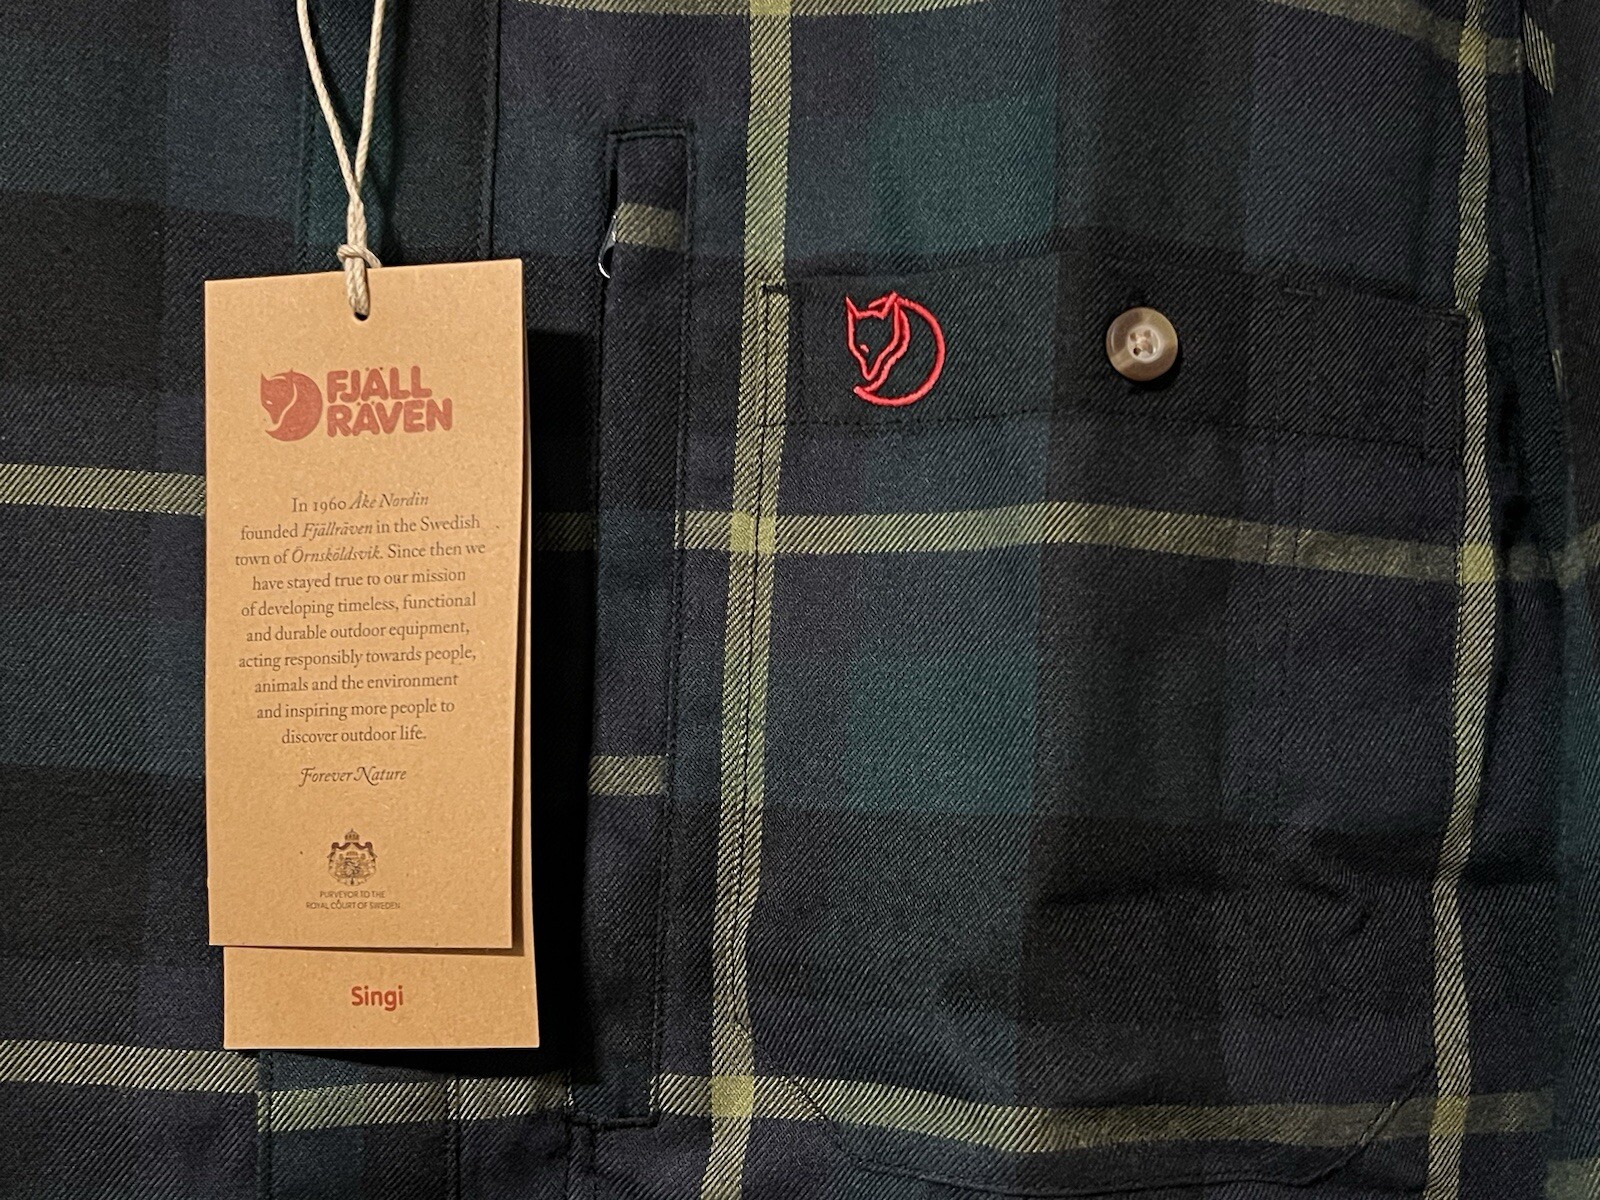 FJÄLL
RÄVEN
In 1960 Åke Nordin
founded Fjällräven in the Swedish
town of Örnsköldsvik. Since then we
have stayed true to our mission
of developing timeless, functional
and durable outdoor equipment,
acting responsibly towards people,
animals and the environment
and inspiring more people to
discover outdoor life.
Forever Nature
PURVEYOR TO THE
ROYAL COURT OF SWEDEN
Singi